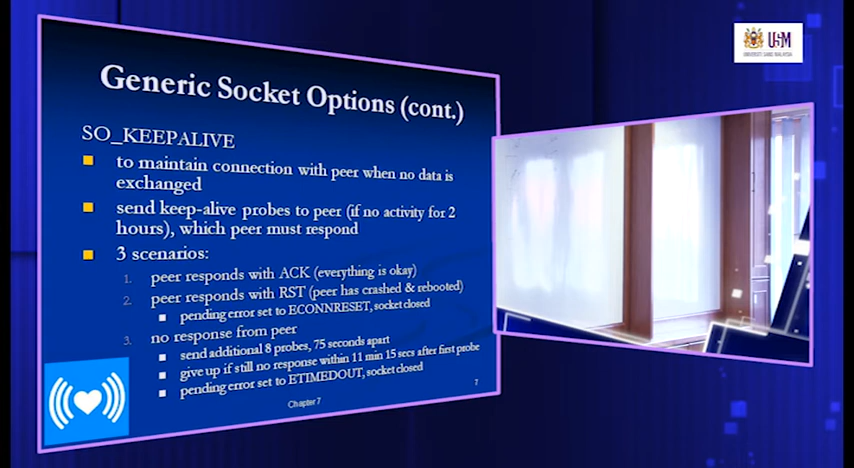 Generic Socket Options (cont.)
SO_KEEPALIVE
to maintain connection with peer when no data is
exchanged
send keep-alive probes to peer (if no activity for 2
hours), which peer must respond
3 scenarios:
1. peer responds with ACK (everything is okay)
2. peer responds with RST (peer has crashed & rebooted)
pending error set to ECONNRESET, socket closed
3. no response from peer
send additional 8 probes, 75 seconds apart
give up if still no response within 11 min 15 secs after first probe
pending error set to ETIMEDOUT, socket closed
Chapter 7
7
USM
UNIVERSITI SAINS MALAYSIA